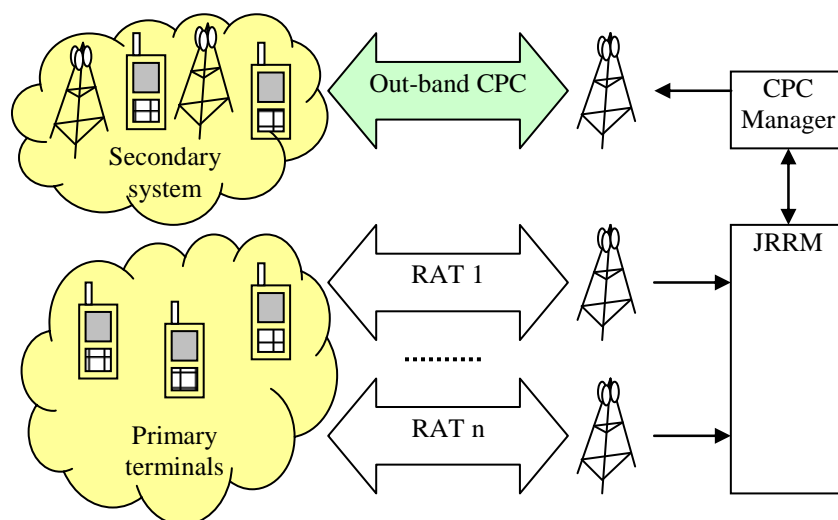 Out-band CPC
CPC
Manager
Secondary
system
JRRM
RAT 1
RAT n
Primary
terminals